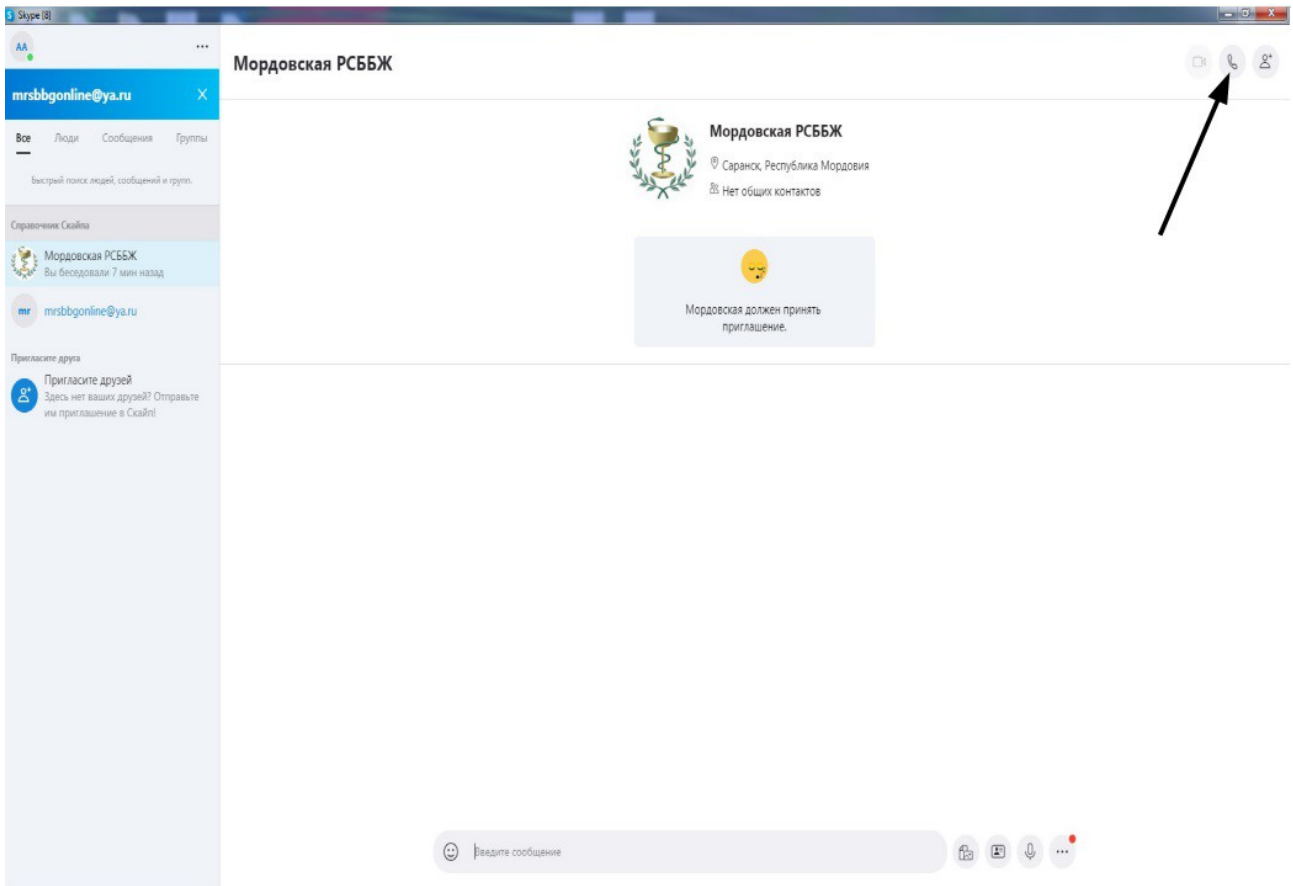 Skype [8]
AA
mrsbbgonline@ya.ru
Все Люди Сообщения Группы
Быстрый поиск людей, сообщений и групп.
Справочник Скайпа
Мордовская РСББЖ
Вы беседовали 7 мин назад
mr mrsbbgonline@ya.ru
Пригласите друга
Пригласите друзей
Здесь нет ваших друзей? Отправьте
им приглашение в Скайп!
Мордовская РСББЖ
Мордовская РСББЖ
Саранск, Республика Мордовия
Нет общих контактов
Мордовская должен принять
приглашение.
Введите сообщение